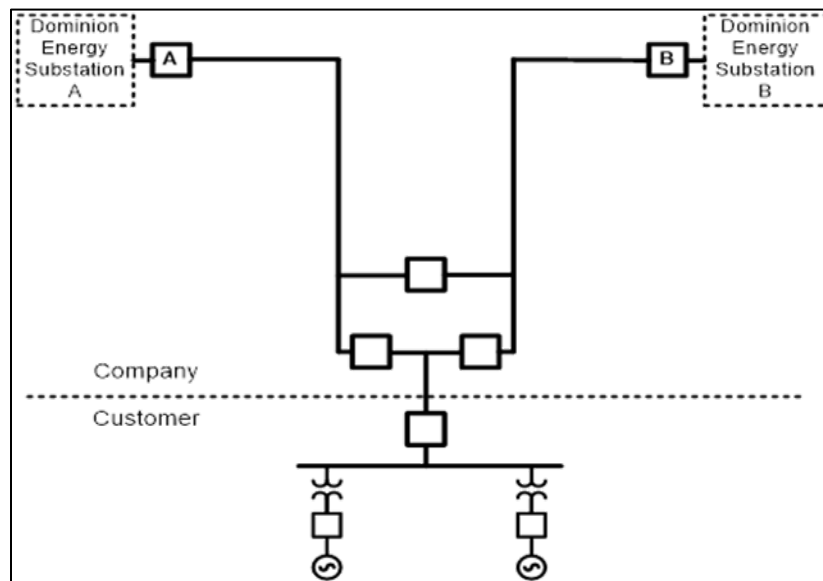 Dominion
Energy
Substation
A
A
B
Dominion
Energy
Substation
B
Company
Customer